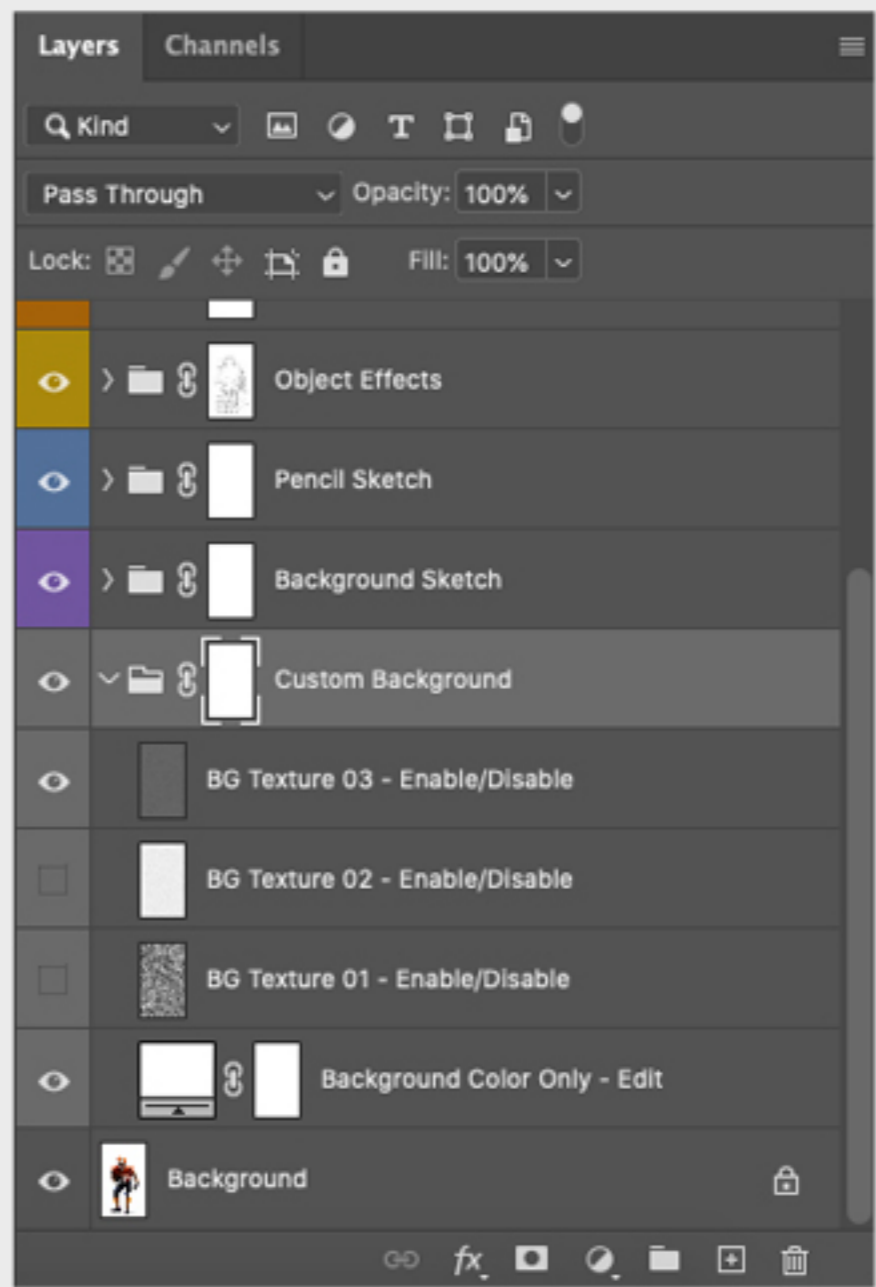 Layers Channels
Kind
Pass Through Opacity: 100%
Lock: Fill: 100%
Object Effects
Pencil Sketch
Background Sketch
Custom Background
BG Texture 03 - Enable/Disable
BG Texture 02 - Enable/Disable
BG Texture 01 - Enable/Disable
Background Color Only - Edit
Background
fx